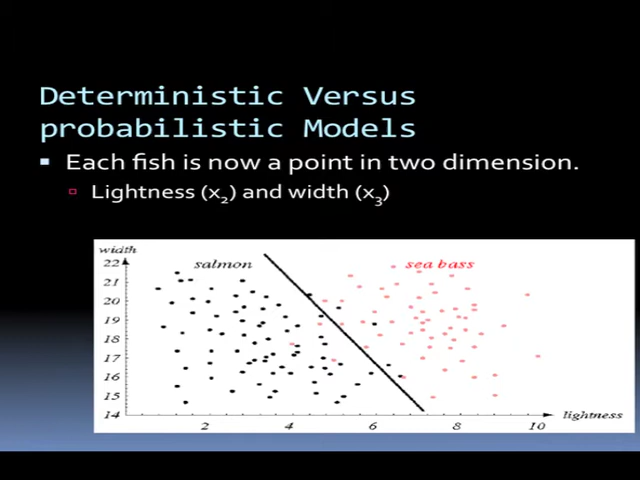 Deterministic Versus
probabilistic Models
Each fish is now a point in two dimension.
Lightness (x2) and width (x3)
width
22
salmon
sea bass
21
20
19
18
17
16
15
14
2
4
6
8
10
lightness